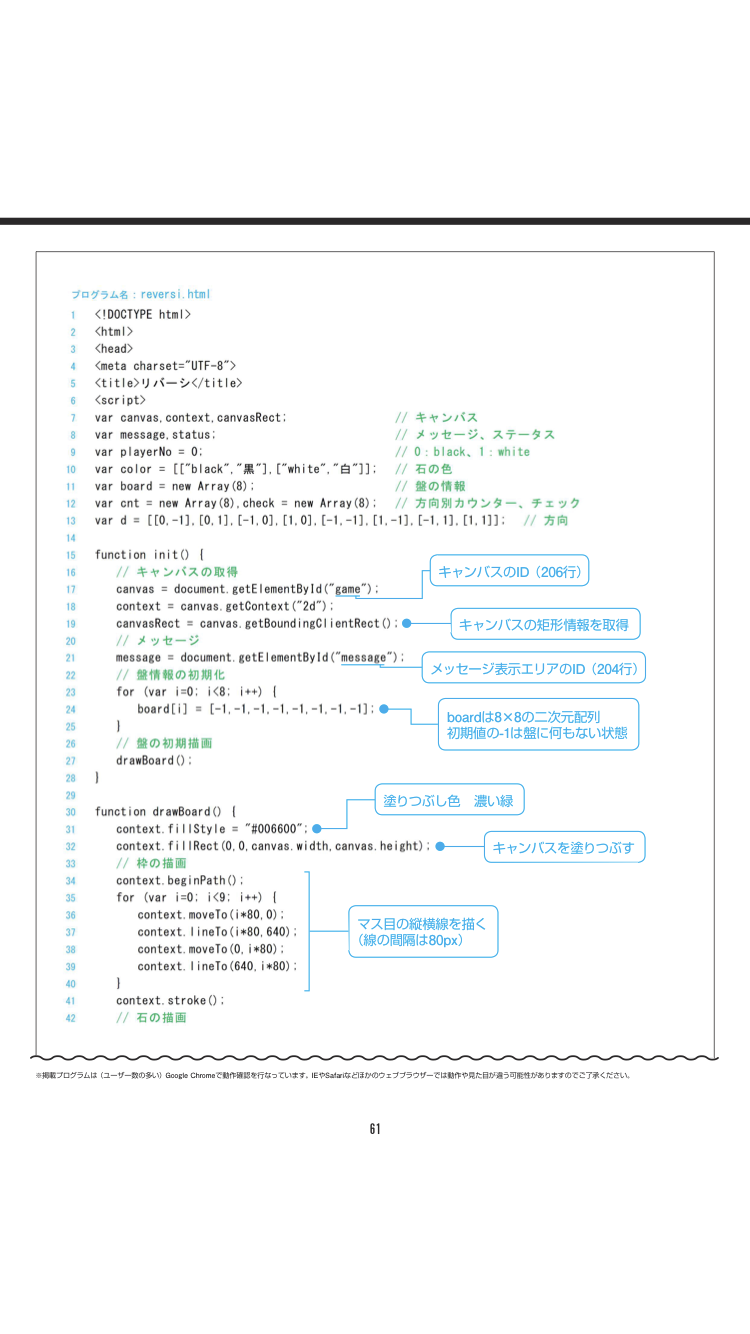 プログラム名：reversi.html
1 <!DOCTYPE html>
2 <html>
3 <head>
4 <meta charset="UTF-8">
5 <title>リバーシ</title>
6 <script>
7 var canvas,context,canvasRect; // キャンバス
8 var message,status; // メッセージ、ステータス
9 var playerNo = 0; // 0：black、1：white
10 var color = [["black","黒"],["white","白"]]; // 石の色
11 var board = new Array(8); // 盤の情報
12 var cnt = new Array(8),check = new Array(8); // 方向別カウンター、チェック
13 var d = [[0,-1],[0,1],[-1,0],[1,0],[-1,-1],[1,-1],[-1,1],[1,1]]; // 方向
14
15 function init() {
16 // キャンバスの取得
キャンバスのID（206行）
17 canvas = document.getElementById("game");
18 context = canvas.getContext("2d");
19 canvasRect = canvas.getBoundingClientRect();
キャンバスの矩形情報を取得
20 // メッセージ
21 message = document.getElementById("message");
メッセージ表示エリアのID（204行）
22 // 盤情報の初期化
23 for (var i=0; i<8; i++) {
24 board[i] = [-1,-1,-1,-1,-1,-1,-1,-1];
boardは8×8の二次元配列
初期値の-1は盤に何もない状態
25 }
26 // 盤の初期描画
27 drawBoard();
28 }
29
30 function drawBoard() {
塗りつぶし色　濃い緑
31 context.fillStyle = "#006600";
32 context.fillRect(0,0,canvas.width,canvas.height);
キャンバスを塗りつぶす
33 // 枠の描画
34 context.beginPath();
35 for (var i=0; i<9; i++) {
36 context.moveTo(i*80,0);
37 context.lineTo(i*80,640);
38 context.moveTo(0,i*80);
39 context.lineTo(640,i*80);
マス目の縦横線を描く
（線の間隔は80px）
40 }
41 context.stroke();
42 // 石の描画
※掲載プログラムは（ユーザー数の多い）Google Chromeで動作確認を行なっています。IEやSafariなどほかのウェブブラウザーでは動作や見た目が違う可能性がありますのでご了承ください。
61